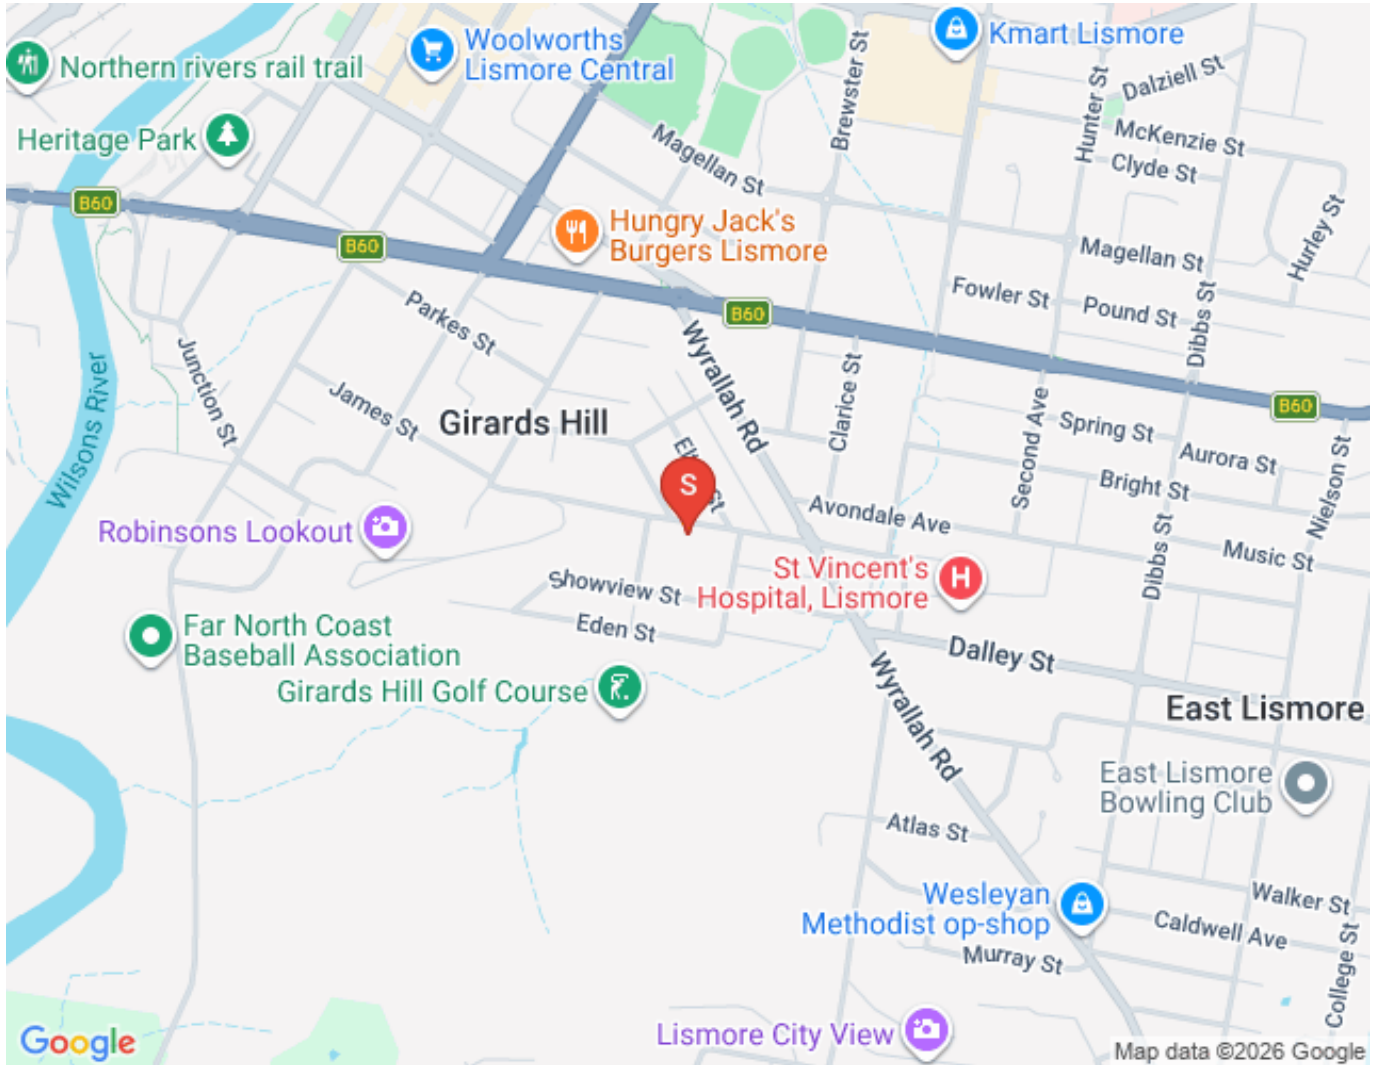 Woolworths
Lismore Central
Kmart Lismore
Northern rivers rail trail
Heritage Park
Brewster St
Hunter St
Dalziell St
McKenzie St
Clyde St
Magellan St
Hurley St
B60
B60
Hungry Jack's
Burgers Lismore
Magellan St
Fowler St
Pound St
Dibbs St
B60
Parkes St
Wyrallah Rd
Junction St
James St
Girards Hill
Clarice St
Second Ave
Spring St
B60
Aurora St
Nielson St
Wilsons River
S
St
Avondale Ave
Bright St
Music St
Dibbs St
Robinsons Lookout
Showview St
St Vincent's
Hospital, Lismore
H
Eden St
Far North Coast
Baseball Association
Girards Hill Golf Course
Dalley St
Wyrallah Rd
East Lismore
East Lismore
Bowling Club
Atlas St
Wesleyan
Methodist op-shop
Walker St
Caldwell Ave
Murray St
College St
Lismore City View
Google
Map data ©2026 Google